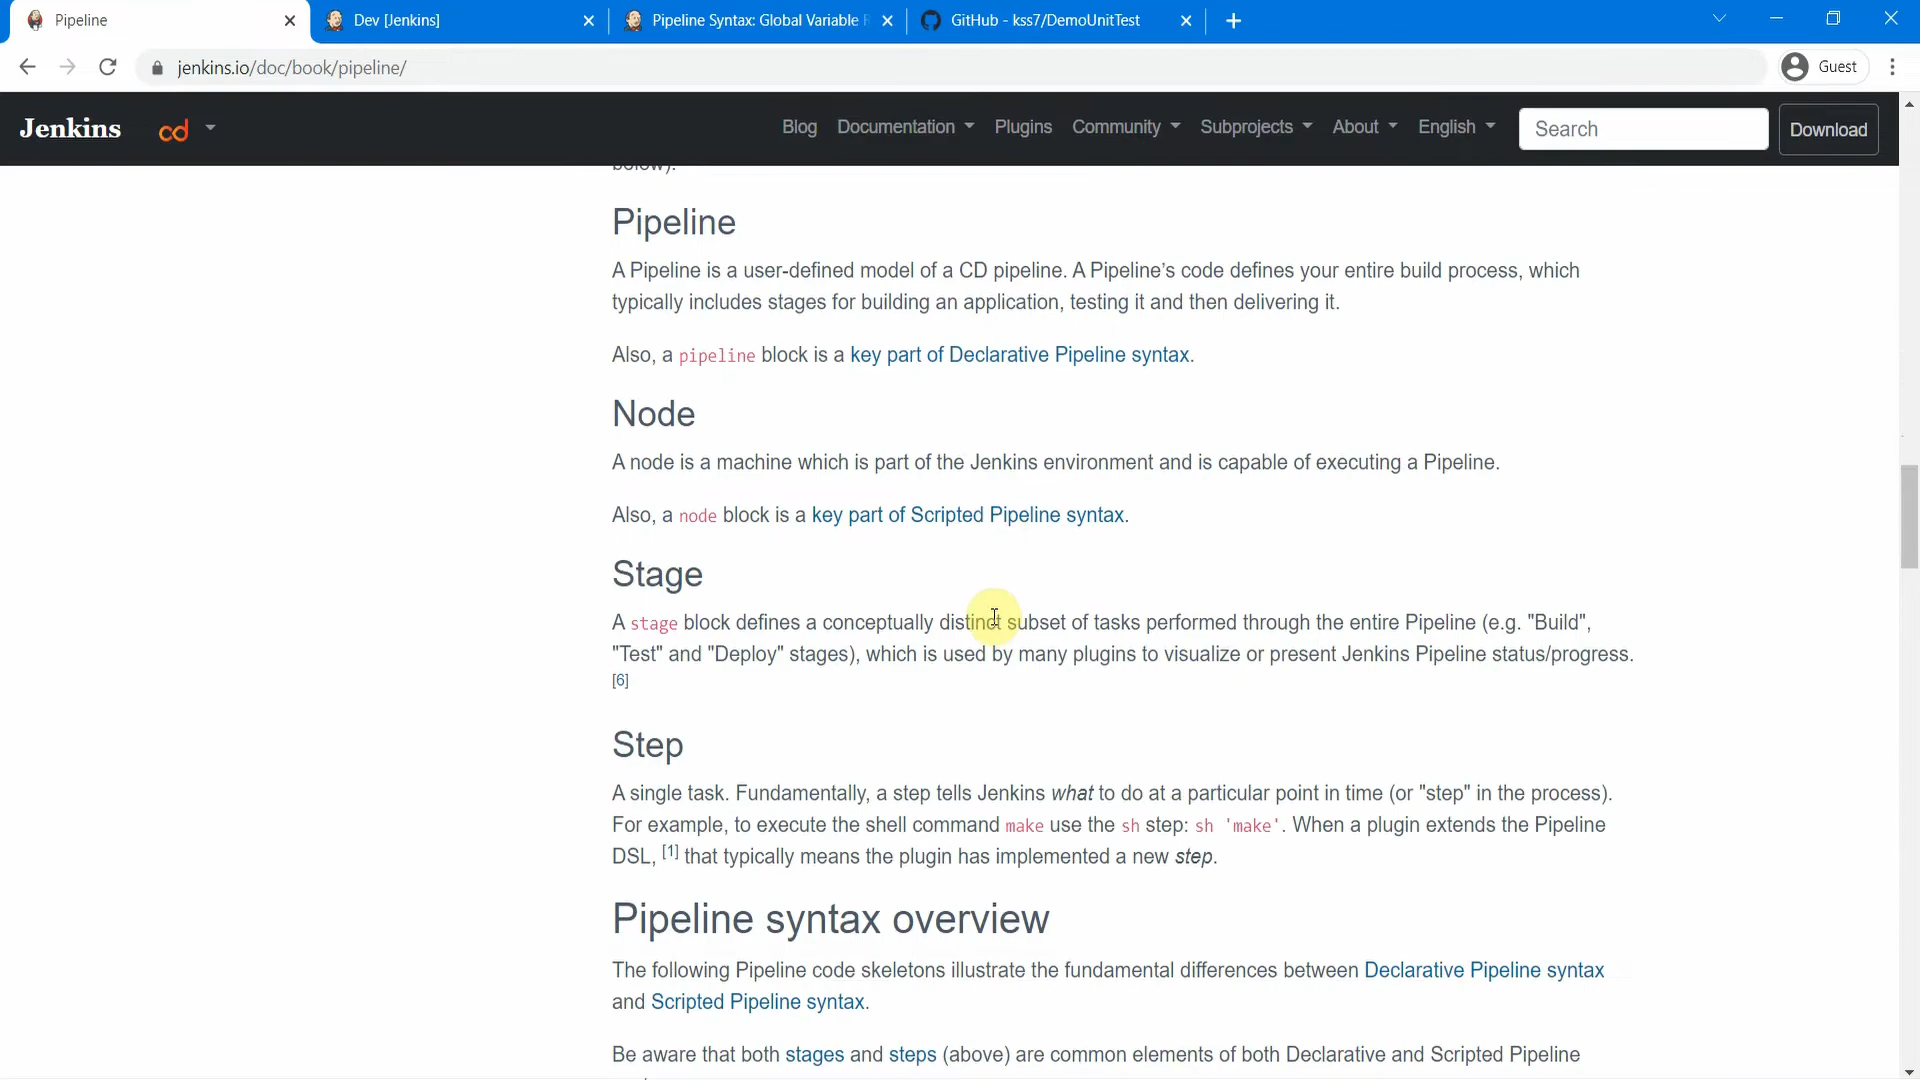 Pipeline
Dev [Jenkins]
Pipeline Syntax: Global Variable R
GitHub - kss7/DemoUnitTest
jenkins.io/doc/book/pipeline/
Guest
Jenkins
cd
Blog
Documentation
Plugins
Community
Subprojects
About
English
Search
Download
below).
Pipeline
A Pipeline is a user-defined model of a CD pipeline. A Pipeline’s code defines your entire build process, which
typically includes stages for building an application, testing it and then delivering it.
Also, a pipeline block is a key part of Declarative Pipeline syntax.
Node
A node is a machine which is part of the Jenkins environment and is capable of executing a Pipeline.
Also, a node block is a key part of Scripted Pipeline syntax.
Stage
A stage block defines a conceptually distinct subset of tasks performed through the entire Pipeline (e.g. "Build",
"Test" and "Deploy" stages), which is used by many plugins to visualize or present Jenkins Pipeline status/progress.
[6]
Step
A single task. Fundamentally, a step tells Jenkins what to do at a particular point in time (or "step" in the process).
For example, to execute the shell command make use the sh step: sh 'make'. When a plugin extends the Pipeline
DSL, [1] that typically means the plugin has implemented a new step.
Pipeline syntax overview
The following Pipeline code skeletons illustrate the fundamental differences between Declarative Pipeline syntax
and Scripted Pipeline syntax.
Be aware that both stages and steps (above) are common elements of both Declarative and Scripted Pipeline